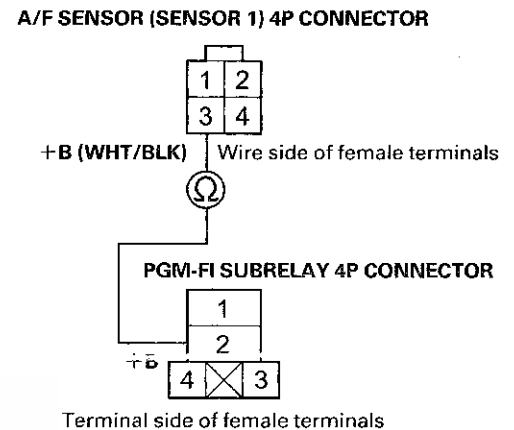 A/F SENSOR (SENSOR 1) 4P CONNECTOR
1 2
3 4
+B (WHT/BLK) Wire side of female terminals
Ω
PGM-FI SUBRELAY 4P CONNECTOR
1
2
+B
4 3
Terminal side of female terminals